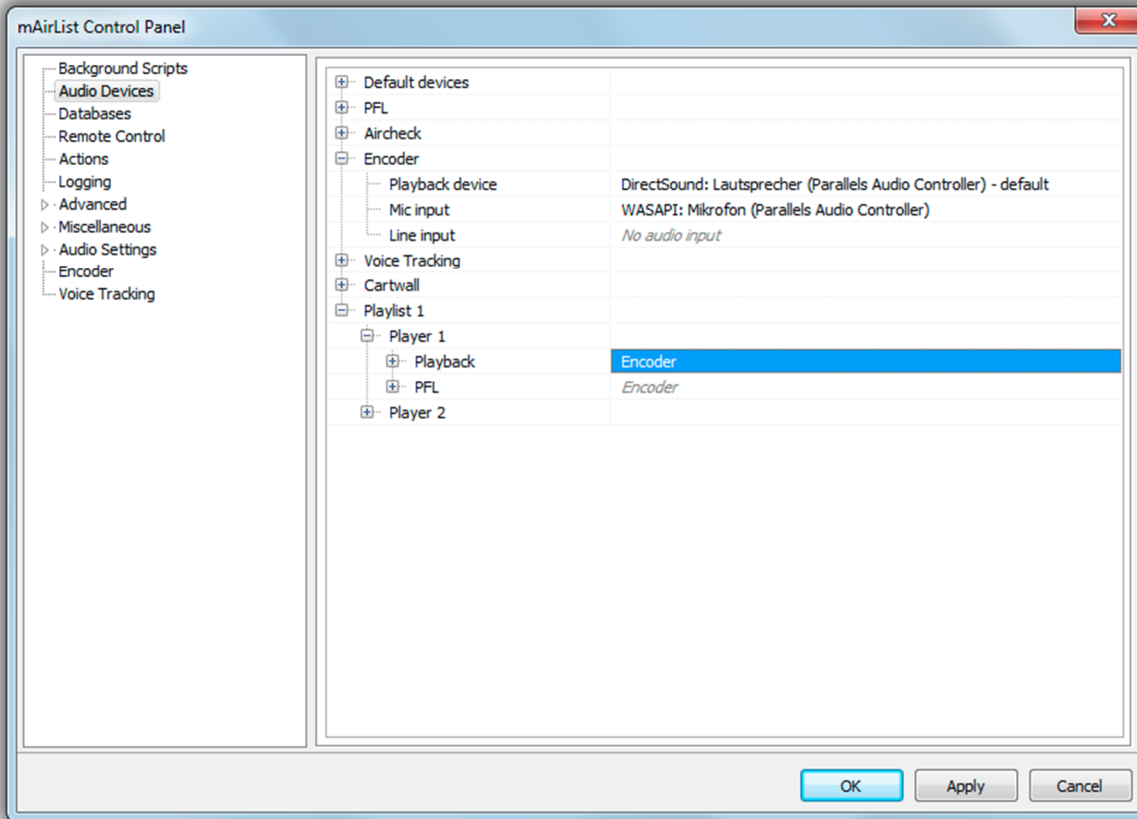 mAirList Control Panel
Background Scripts
Audio Devices
Databases
Remote Control
Actions
Logging
Advanced
Miscellaneous
Audio Settings
Encoder
Voice Tracking
Default devices
PFL
Aircheck
Encoder
Playback device DirectSound: Lautsprecher (Parallels Audio Controller) - default
Mic input WASAPI: Mikrofon (Parallels Audio Controller)
Line input No audio input
Voice Tracking
Cartwall
Playlist 1
Player 1
Playback Encoder
PFL Encoder
Player 2
OK Apply Cancel